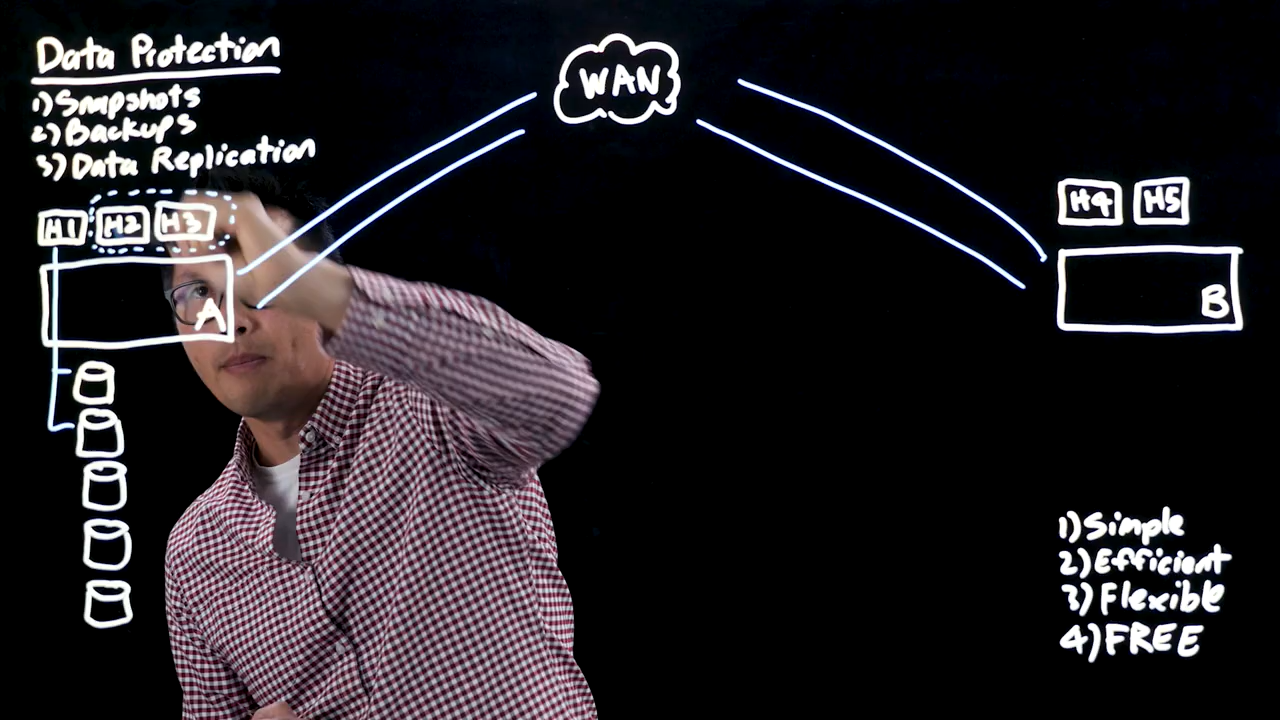 Data Protection
1) Snapshots
2) Backups
3) Data Replication
WAN
H1 H2 H3
A
H4 H5
B
1) Simple
2) Efficient
3) Flexible
4) FREE